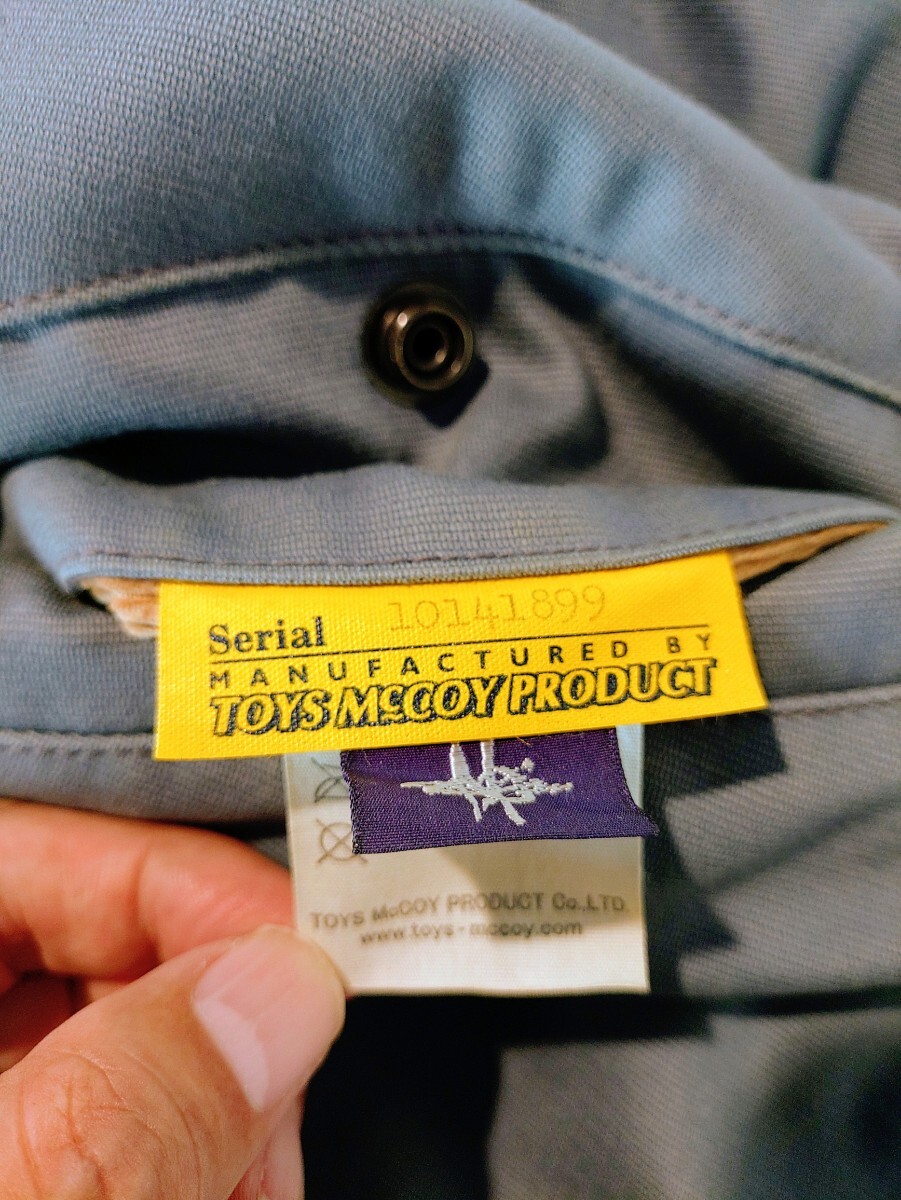 Serial 10141899
MANUFACTURED BY
TOYS McCOY PRODUCT
TOYS McCOY PRODUCT Co.,LTD.
www.toys-mccoy.com